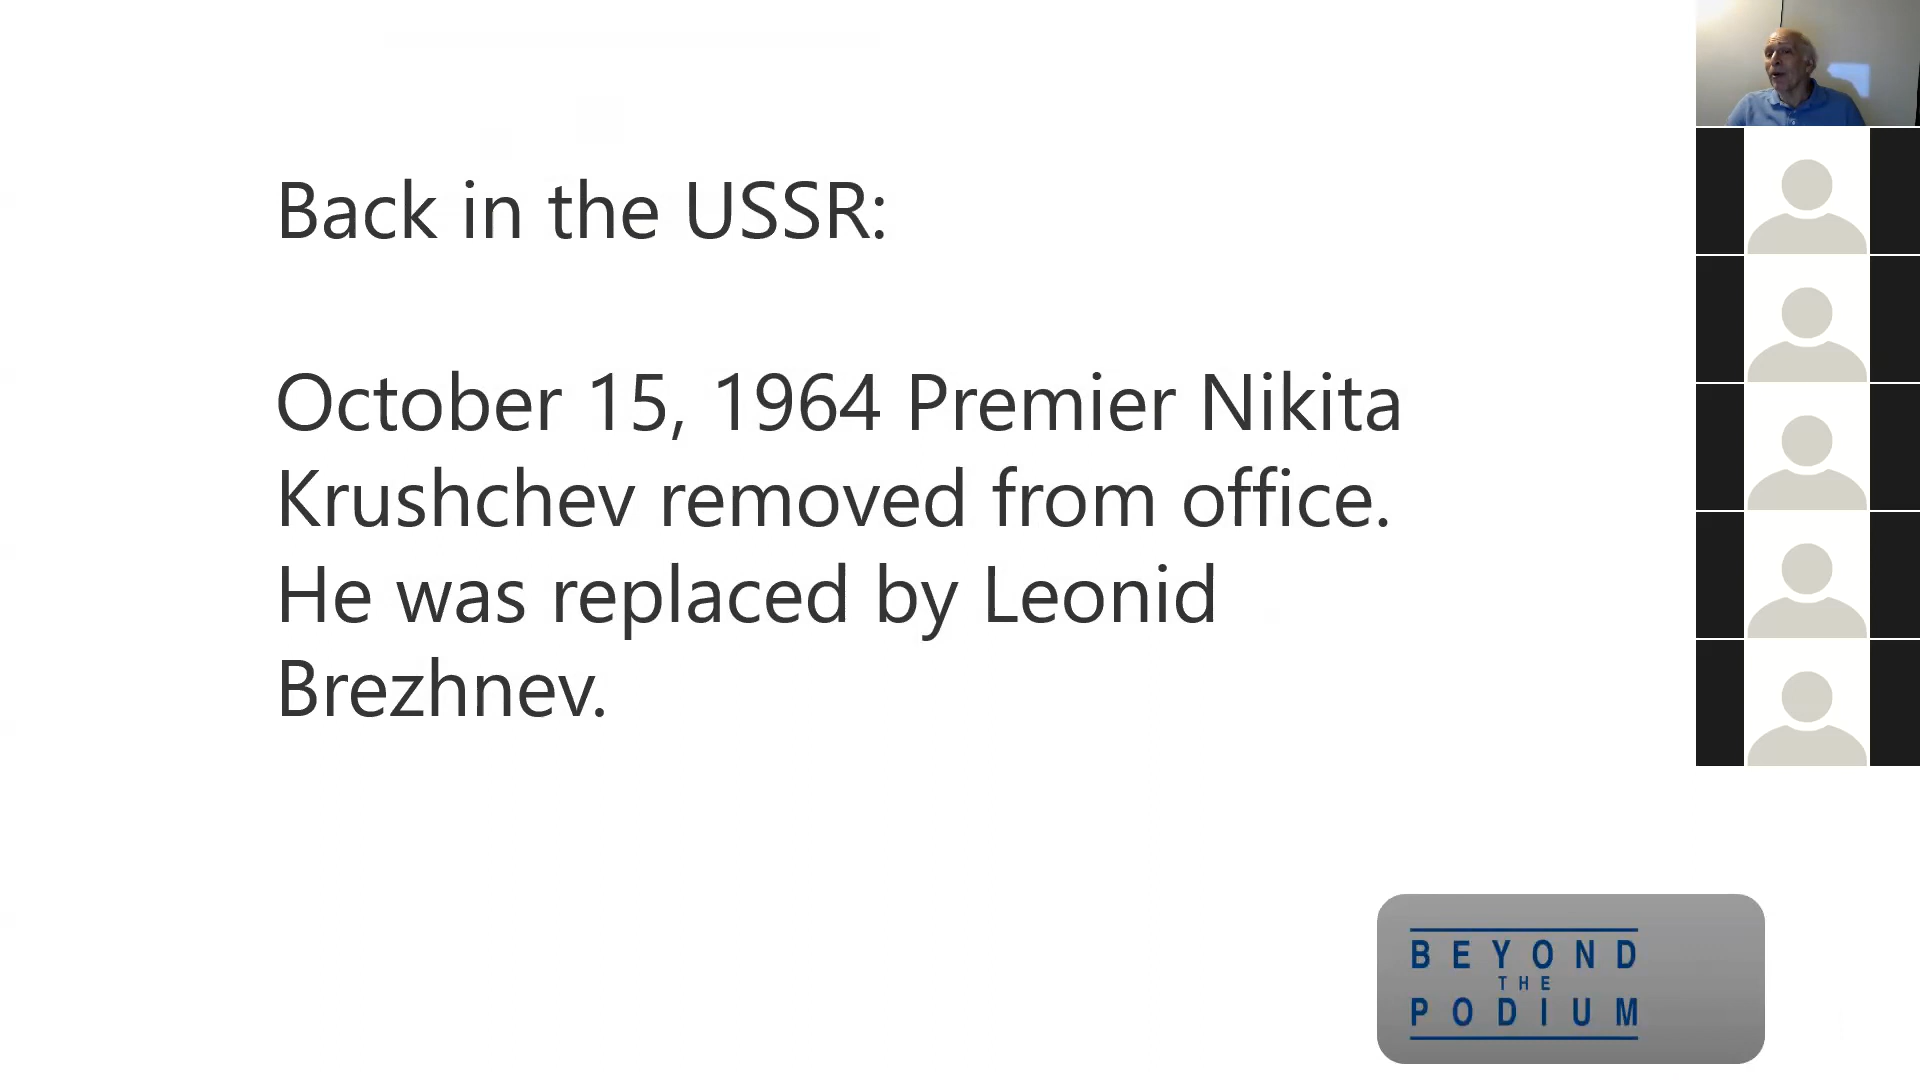 Back in the USSR:
October 15, 1964 Premier Nikita
Krushchev removed from office.
He was replaced by Leonid
Brezhnev.
BEYOND
THE
PODIUM